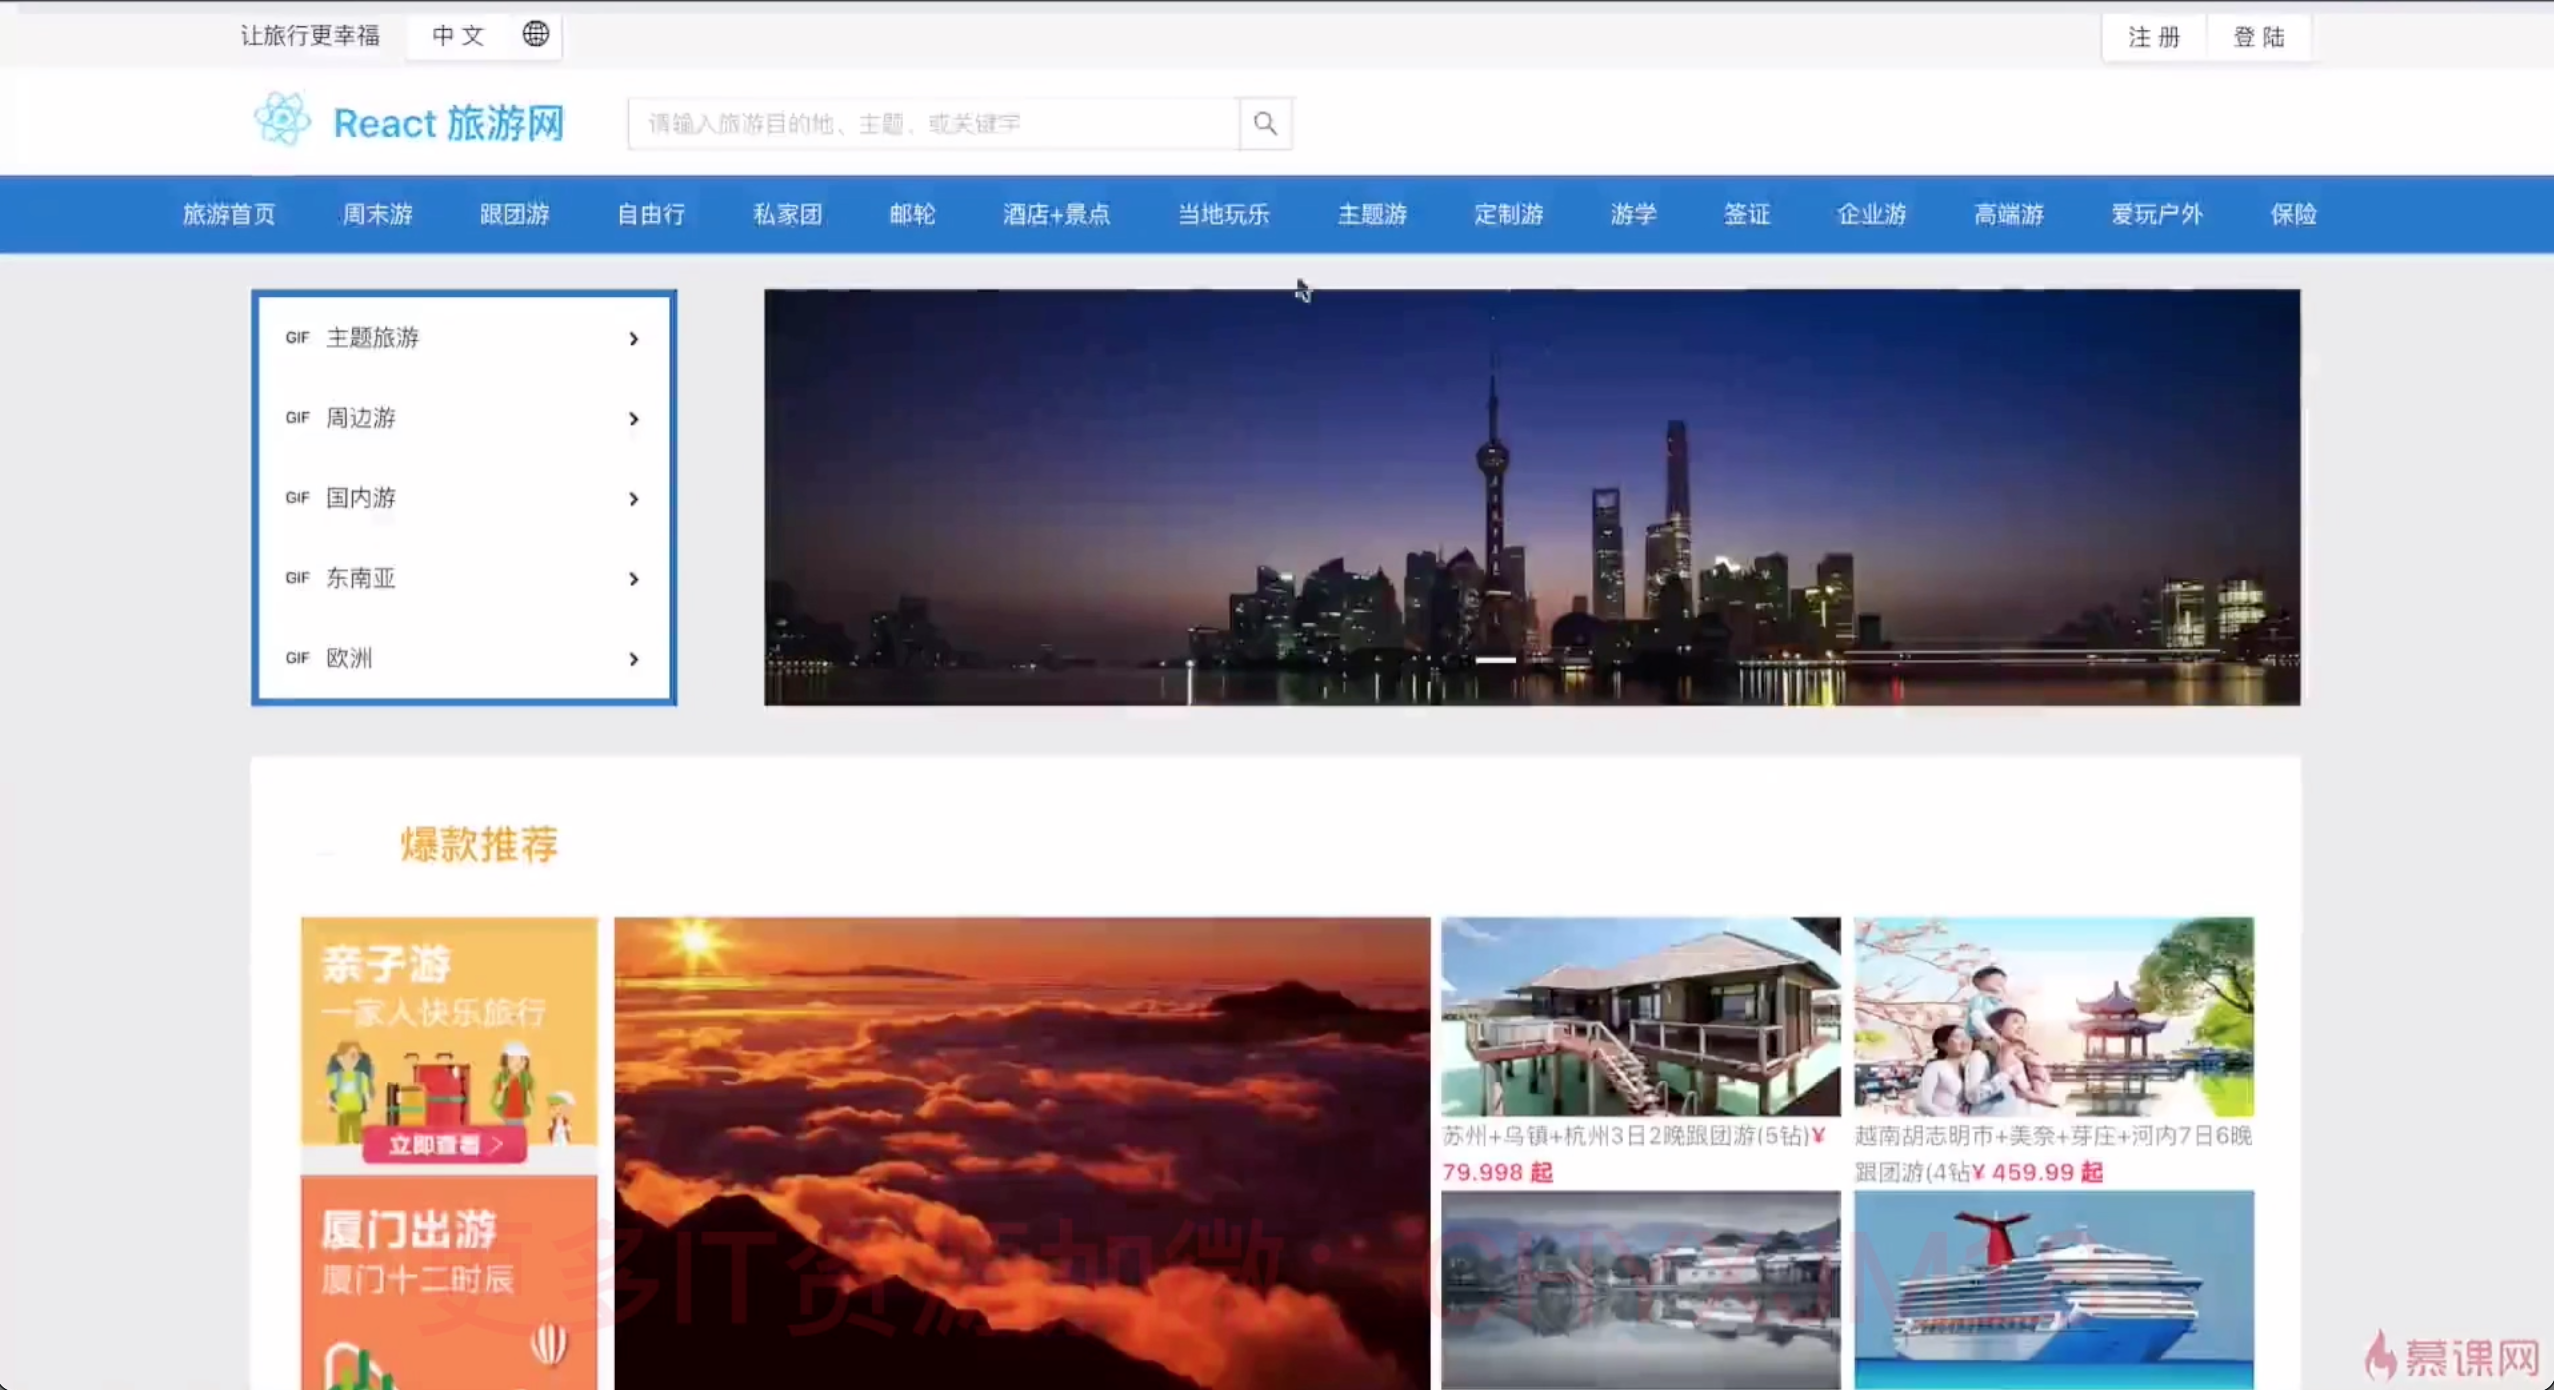 让旅行更幸福 中 文
注 册 登 陆
React 旅游网
请输入旅游目的地、主题、或关键字
旅游首页 周末游 跟团游 自由行 私家团 邮轮 酒店+景点 当地玩乐 主题游 定制游 游学 签证 企业游 高端游 爱玩户外 保险
GIF 主题旅游
GIF 周边游
GIF 国内游
GIF 东南亚
GIF 欧洲
爆款推荐
亲子游
一家人快乐旅行
立即查看 >
厦门出游
厦门十二时辰
苏州+乌镇+杭州3日2晚跟团游(5钻)¥
79.998 起
越南胡志明市+美奈+芽庄+河内7日6晚
跟团游(4钻¥ 459.99 起
更多IT资源加微:
慕课网